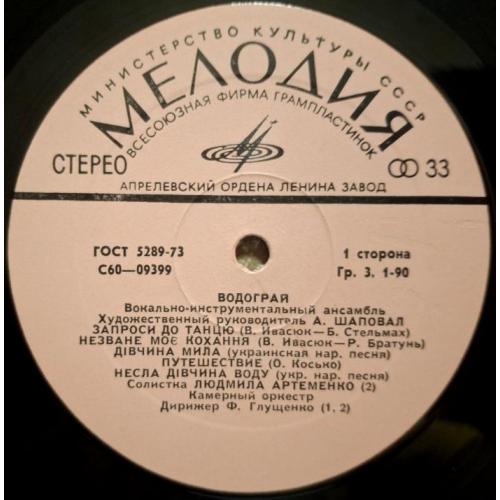 МИНИСТЕРСТВО КУЛЬТУРЫ СССР
МЕЛОДИЯ
ВСЕСОЮЗНАЯ ФИРМА ГРАМПЛАСТИНОК
СТЕРЕО 33
АПРЕЛЕВСКИЙ ОРДЕНА ЛЕНИНА ЗАВОД
ГОСТ 5289-73 1 сторона
С60—09399 Гр. 3. 1-90
ВОДОГРАЙ
Вокально-инструментальный ансамбль
Художественный руководитель А. ШАПОВАЛ
ЗАПРОСИ ДО ТАНЦЮ (В. Ивасюк—Б. Стельмах)
НЕЗВАНЕ МОЄ КОХАННЯ (В. Ивасюк—Р. Братунь)
ДІВЧИНА МИЛА (украинская нар. песня)
ПУТЕШЕСТВИЕ (О. Косько)
НЕСЛА ДІВЧИНА ВОДУ (укр. нар. песня)
Солистка ЛЮДМИЛА АРТЕМЕНКО (2)
Камерный оркестр
Дирижер Ф. Глущенко (1, 2)